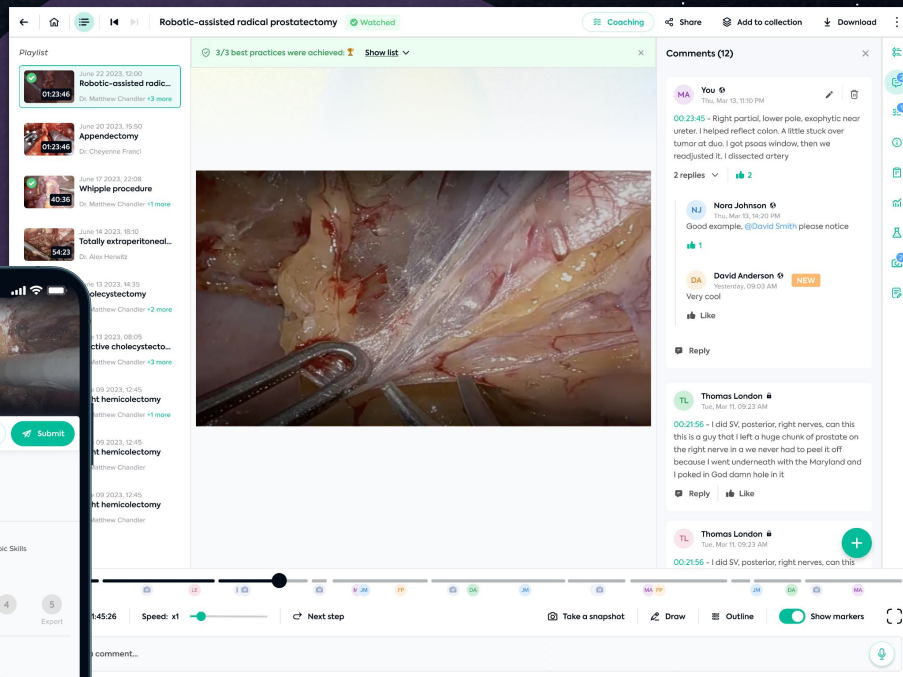 Robotic-assisted radical prostatectomy
Watched
Coaching
Share
Add to collection
Download
Playlist
June 22 2023, 12:00
Robotic-assisted radic...
Dr. Matthew Chandler +3 more
01:23:46
June 20 2023, 15:50
Appendectomy
Dr. Cheyenne Franci
01:23:46
June 17 2023, 22:08
Whipple procedure
Dr. Matthew Chandler +1 more
40:36
June 14 2023, 18:10
Totally extraperitoneal...
Dr. Alex Herwitz
54:23
13 2023, 14:35
olecystectomy
Matthew Chandler +2 more
13 2023, 08:05
ctive cholecystecto...
Matthew Chandler +3 more
09 2023, 12:45
ht hemicolectomy
Matthew Chandler +1 more
09 2023, 12:45
ht hemicolectomy
Matthew Chandler
09 2023, 12:45
ht hemicolectomy
Matthew Chandler
Submit
pic Skills
4
5
Expert
3/3 best practices were achieved:
Show list
Comments (12)
MA
You
Thu, Mar 13, 11:10 PM
00:23:45 - Right partial, lower pole, exophytic near
ureter. I helped reflect colon. A little stuck over
tumor at duo. I got psoas window, then we
readjusted it, I dissected artery
2 replies
2
NJ
Nora Johnson
Thu, Mar 13, 14:20 PM
Good example, @David Smith please notice
1
DA
David Anderson
NEW
Yesterday, 09:03 AM
Very cool
Like
Reply
TL
Thomas London
Tue, Mar 11, 09:23 AM
00:21:56 - I did SV, posterior, right nerves, can this
this is a guy that I left a huge chunk of prostate on
the right nerve in a we never had to peel it off
because I went underneath with the Maryland and
I poked in God damn hole in it
Reply
Like
TL
Thomas London
Tue, Mar 11, 09:23 AM
00:21:56 - I did SV, posterior, right nerves, can this
LE
JM
FP
DA
JM
MA
FP
JM
DA
MA
1:45:26
Speed: x1
Next step
Take a snapshot
Draw
Outline
Show markers
comment...